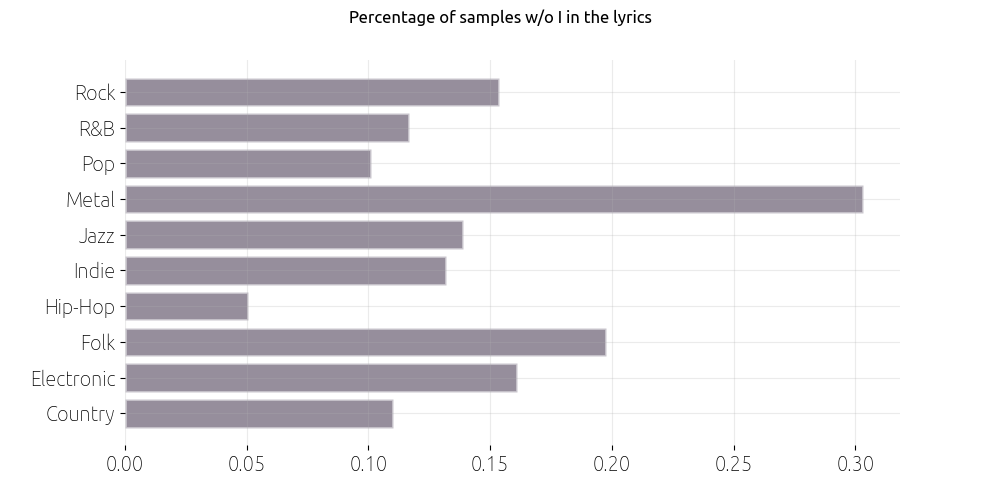 Percentage of samples w/o I in the lyrics
Rock
R&B
Pop
Metal
Jazz
Indie
Hip-Hop
Folk
Electronic
Country
0.00 0.05 0.10 0.15 0.20 0.25 0.30